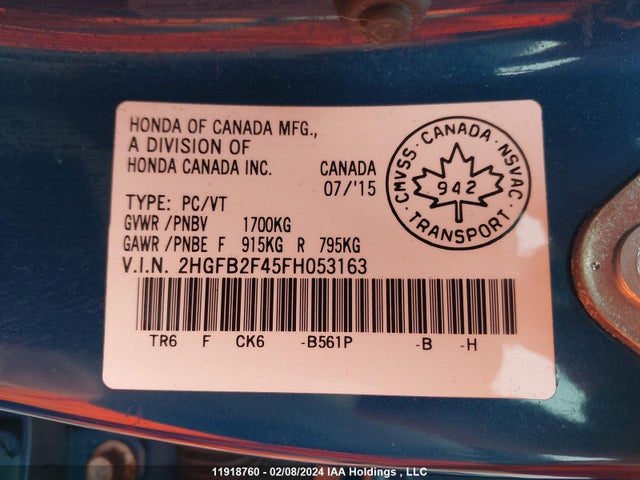 HONDA OF CANADA MFG.,
A DIVISION OF
HONDA CANADA INC.
CANADA
07/'15
TYPE: PC/VT
GVWR /PNBV 1700KG
GAWR/PNBE F 915KG R 795KG
V.I.N. 2HGFB2F45FH053163
TR6 F CK6 -B561P -B -H
CMVSS · CANADA · NSVAC
942
TRANSPORT
11918760 - 02/08/2024 IAA Holdings , LLC